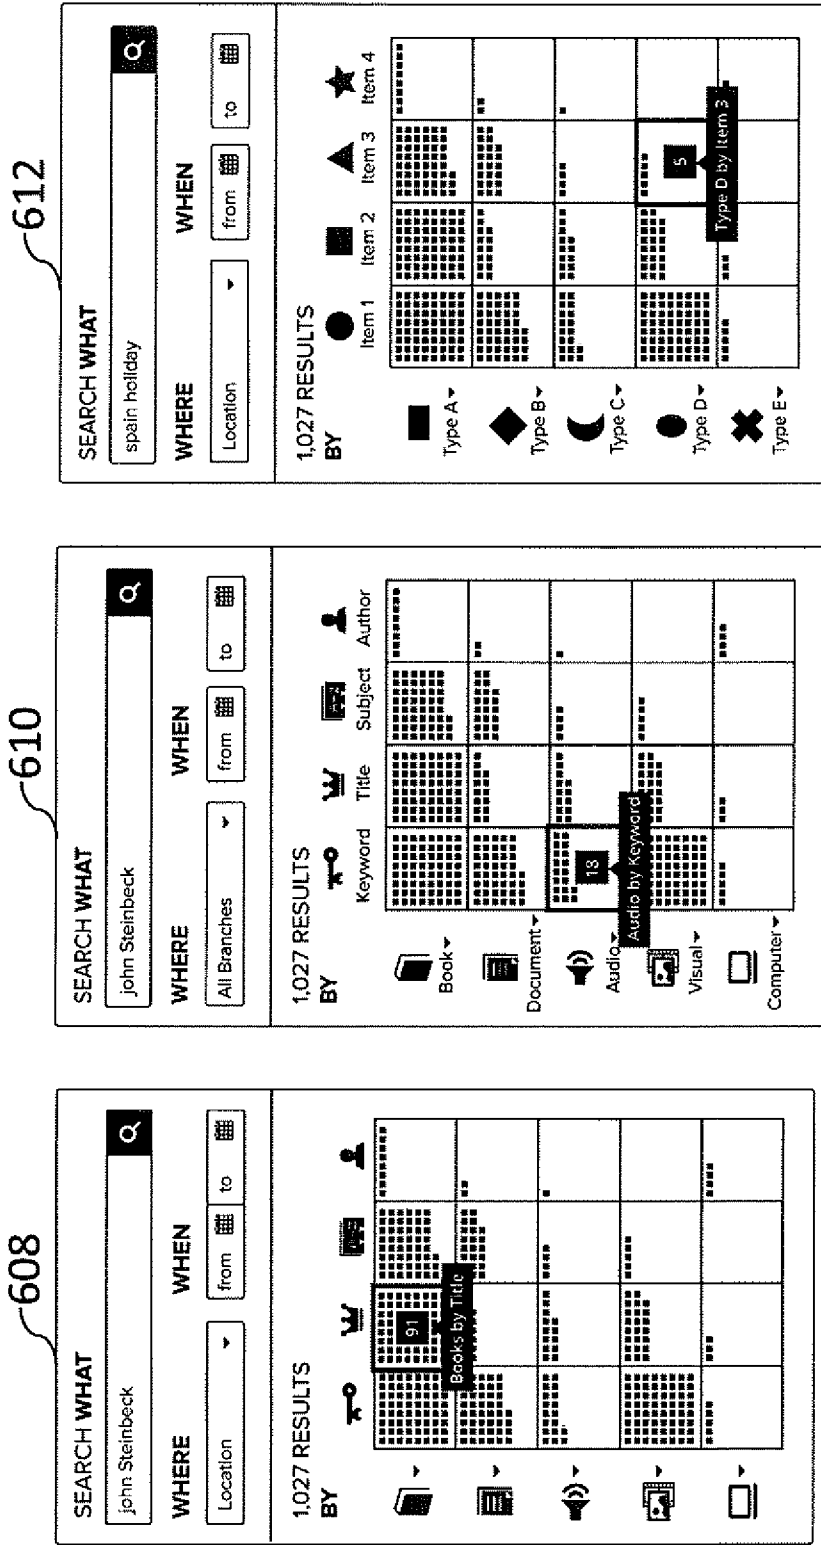 608
SEARCH WHAT
john Steinbeck
WHERE
WHEN
Location
from
to
1,027 RESULTS
BY
91
Books by Title
610
SEARCH WHAT
john Steinbeck
WHERE
WHEN
All Branches
from
to
1,027 RESULTS
BY
Keyword
Title
Subject
Author
Book
Document
Audio
18
Audio by Keyword
Visual
Computer
612
SEARCH WHAT
spain holiday
WHERE
WHEN
Location
from
to
1,027 RESULTS
BY
Item 1
Item 2
Item 3
Item 4
Type A
Type B
Type C
Type D
5
Type D by Item 3
Type E